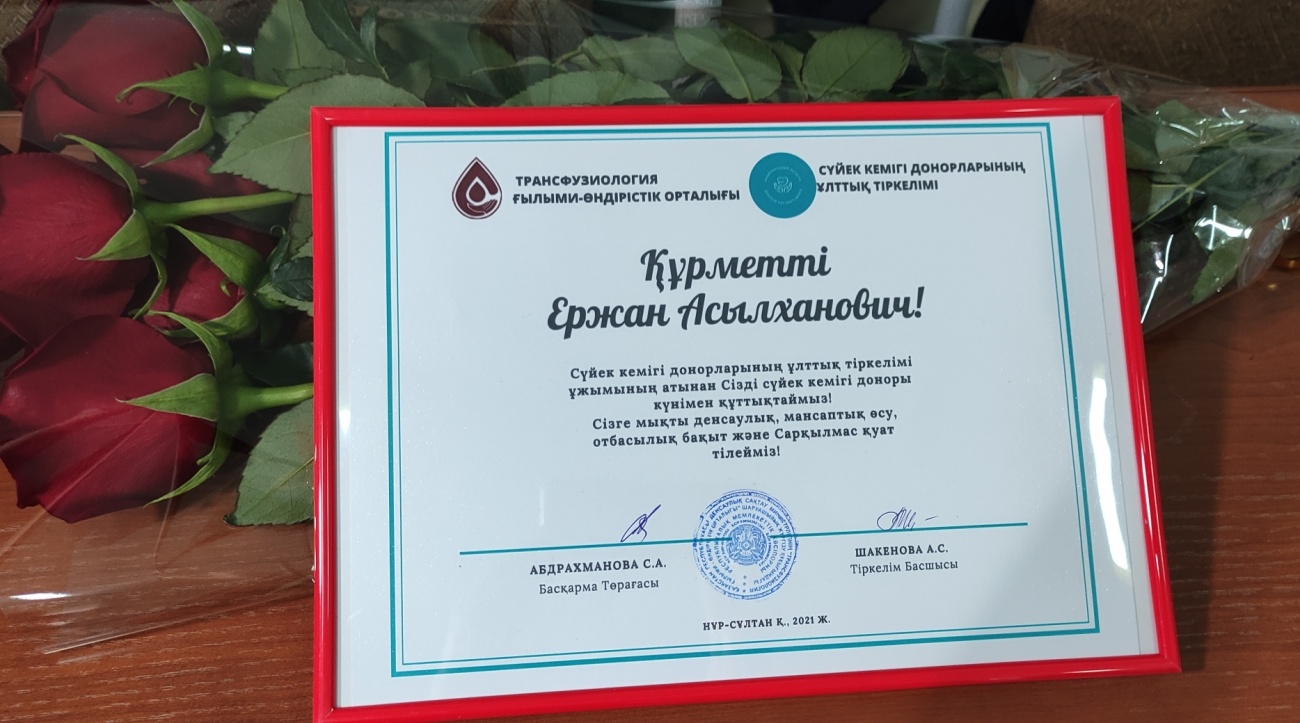 ТРАНСФУЗИОЛОГИЯ
ҒЫЛЫМИ-ӨНДІРІСТІК ОРТАЛЫҒЫ
СҮЙЕК КЕМІГІ ДОНОРЛАРЫНЫҢ
ҰЛТТЫҚ ТІРКЕЛІМІ
Құрметті
Ержан Асылханович!
Сүйек кемігі донорларының ұлттық тіркелімі
ұжымының атынан Сізді сүйек кемігі доноры
күнімен құттықтаймыз!
Сізге мықты денсаулық, мансаптық өсу,
отбасылық бақыт және Сарқылмас қуат
тілейміз!
АБДРАХМАНОВА С.А.
Басқарма Төрағасы
ШАКЕНОВА А.С.
Тіркелім Басшысы
НҰР-СҰЛТАН Қ., 2021 Ж.